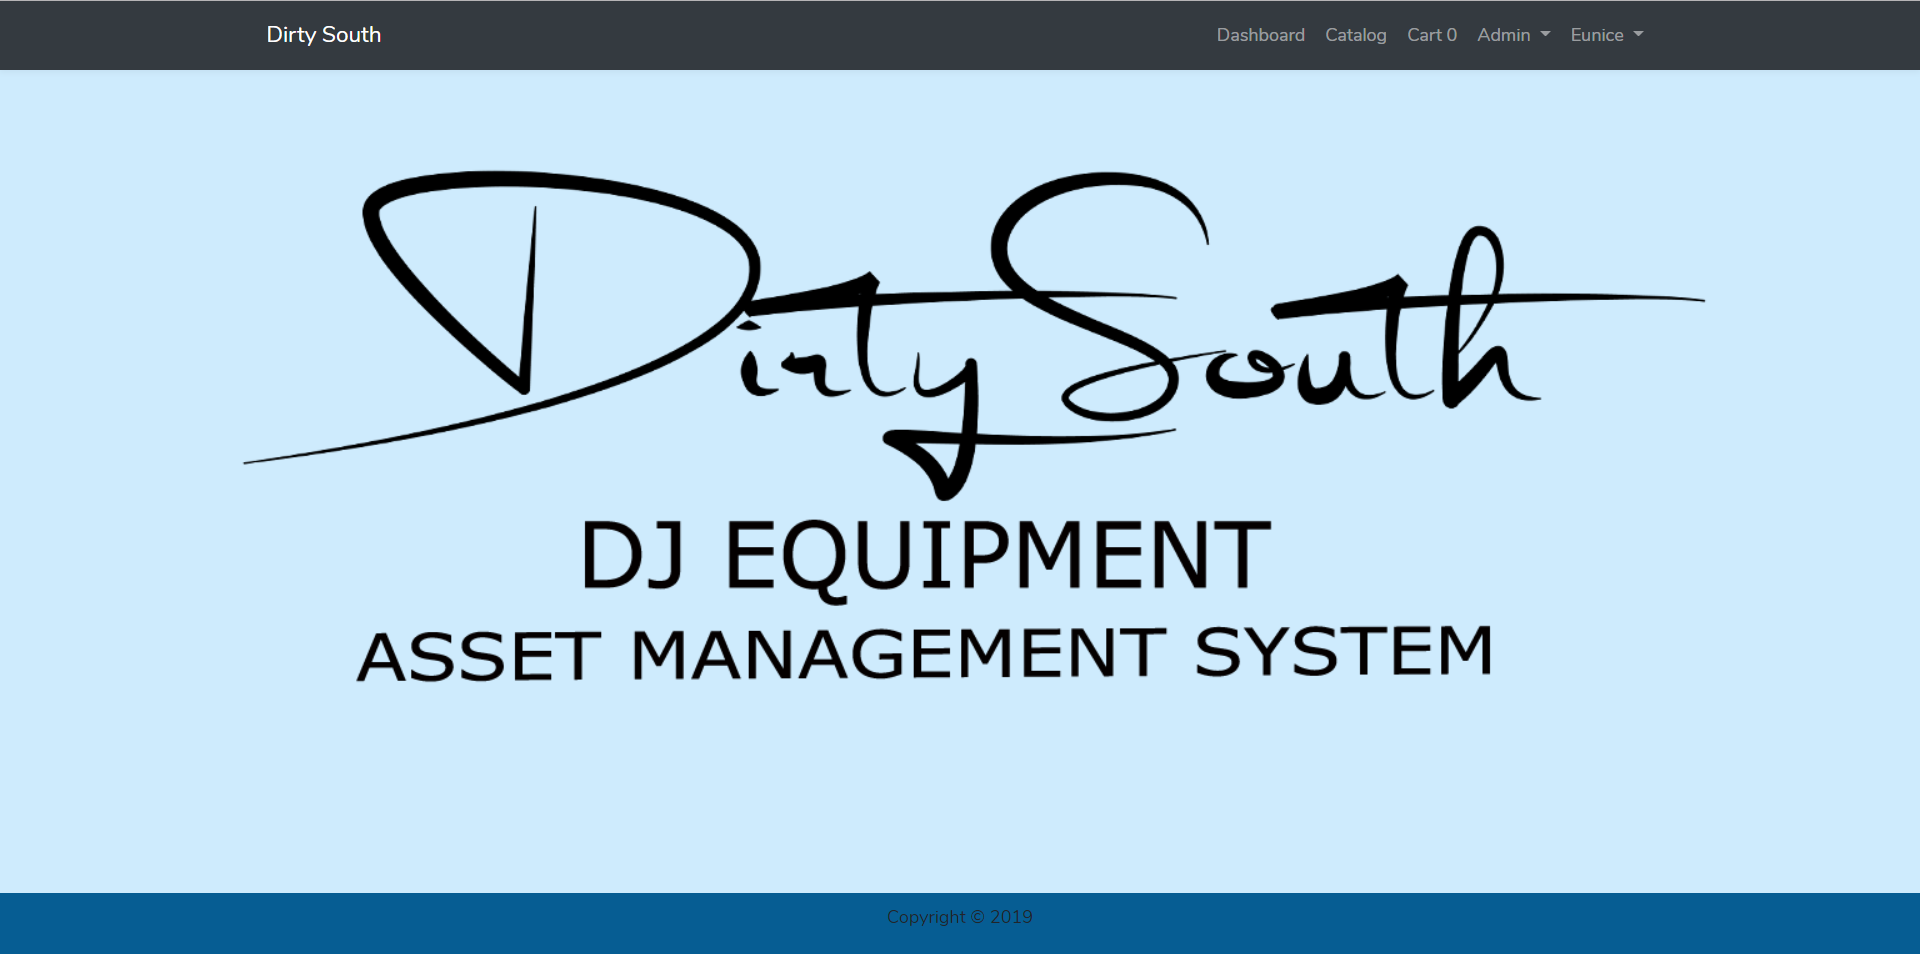 Dirty South Dashboard Catalog Cart 0 Admin Eunice
Dirty South
DJ EQUIPMENT
ASSET MANAGEMENT SYSTEM
Copyright © 2019